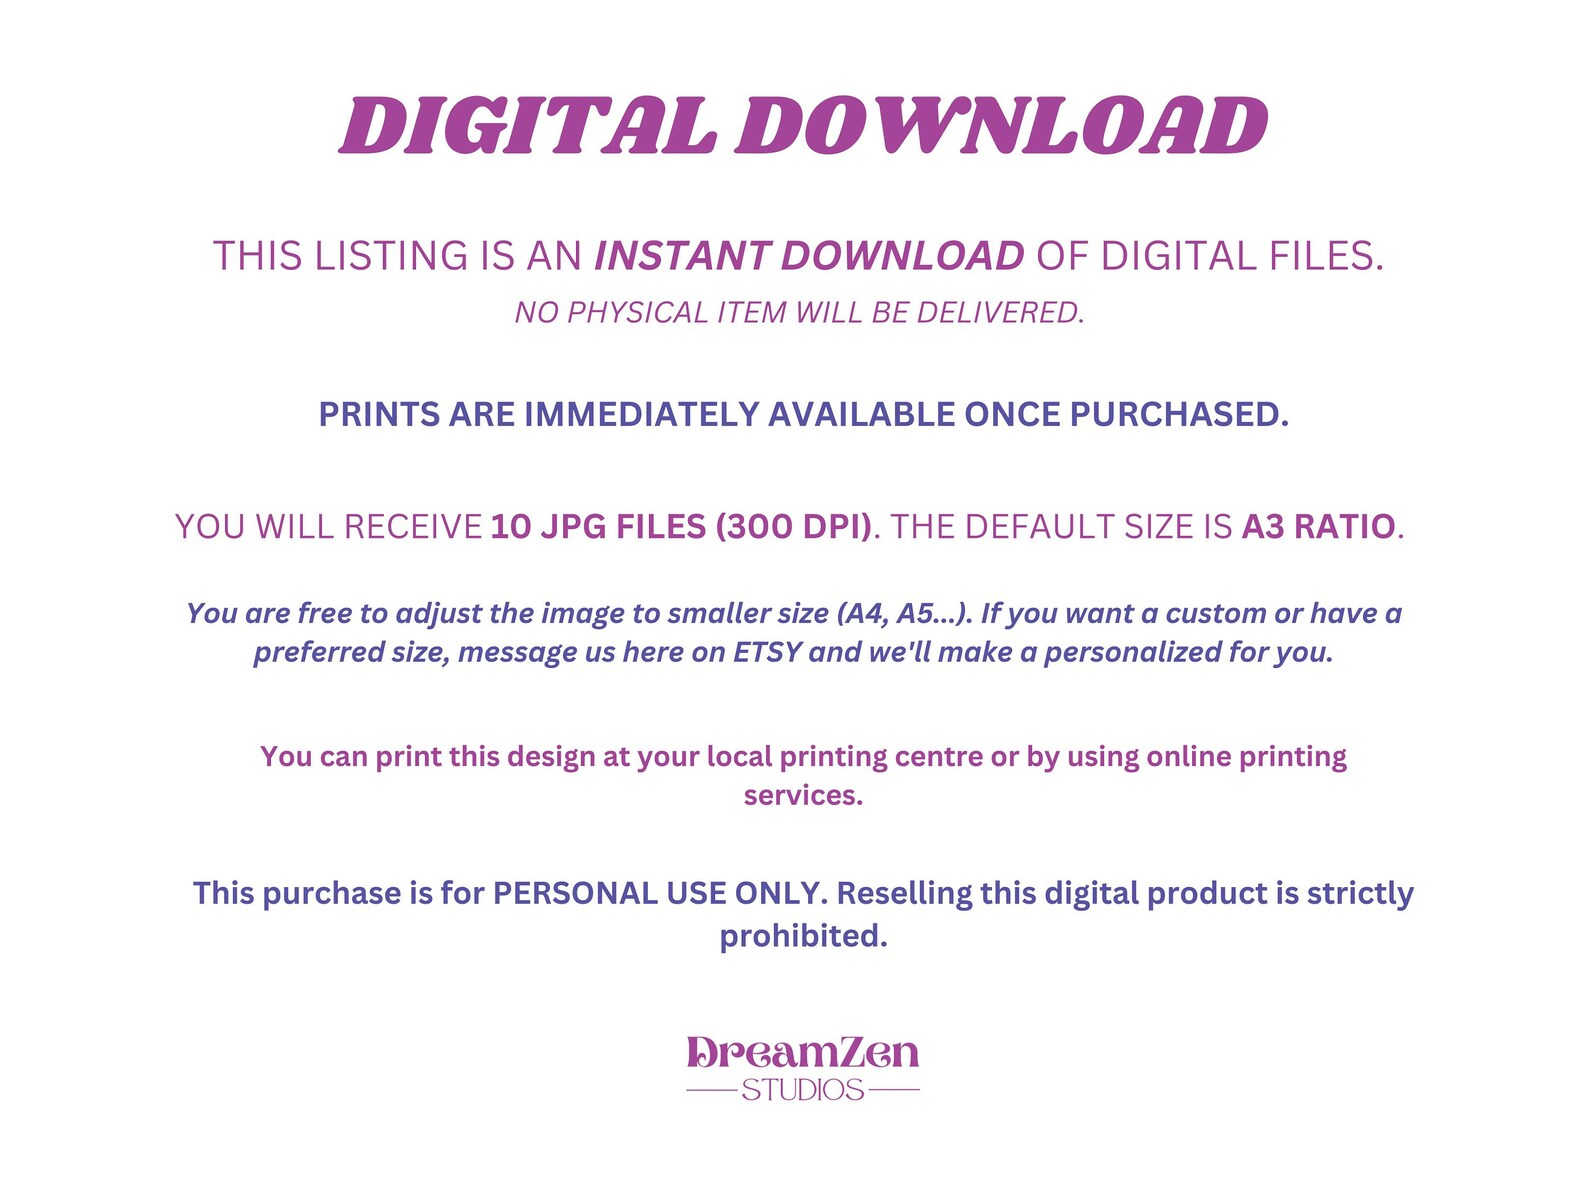 DIGITAL DOWNLOAD
THIS LISTING IS AN INSTANT DOWNLOAD OF DIGITAL FILES.
NO PHYSICAL ITEM WILL BE DELIVERED.
PRINTS ARE IMMEDIATELY AVAILABLE ONCE PURCHASED.
YOU WILL RECEIVE 10 JPG FILES (300 DPI). THE DEFAULT SIZE IS A3 RATIO.
You are free to adjust the image to smaller size (A4, A5...). If you want a custom or have a
preferred size, message us here on ETSY and we'll make a personalized for you.
You can print this design at your local printing centre or by using online printing
services.
This purchase is for PERSONAL USE ONLY. Reselling this digital product is strictly
prohibited.
DreamZen
STUDIOS